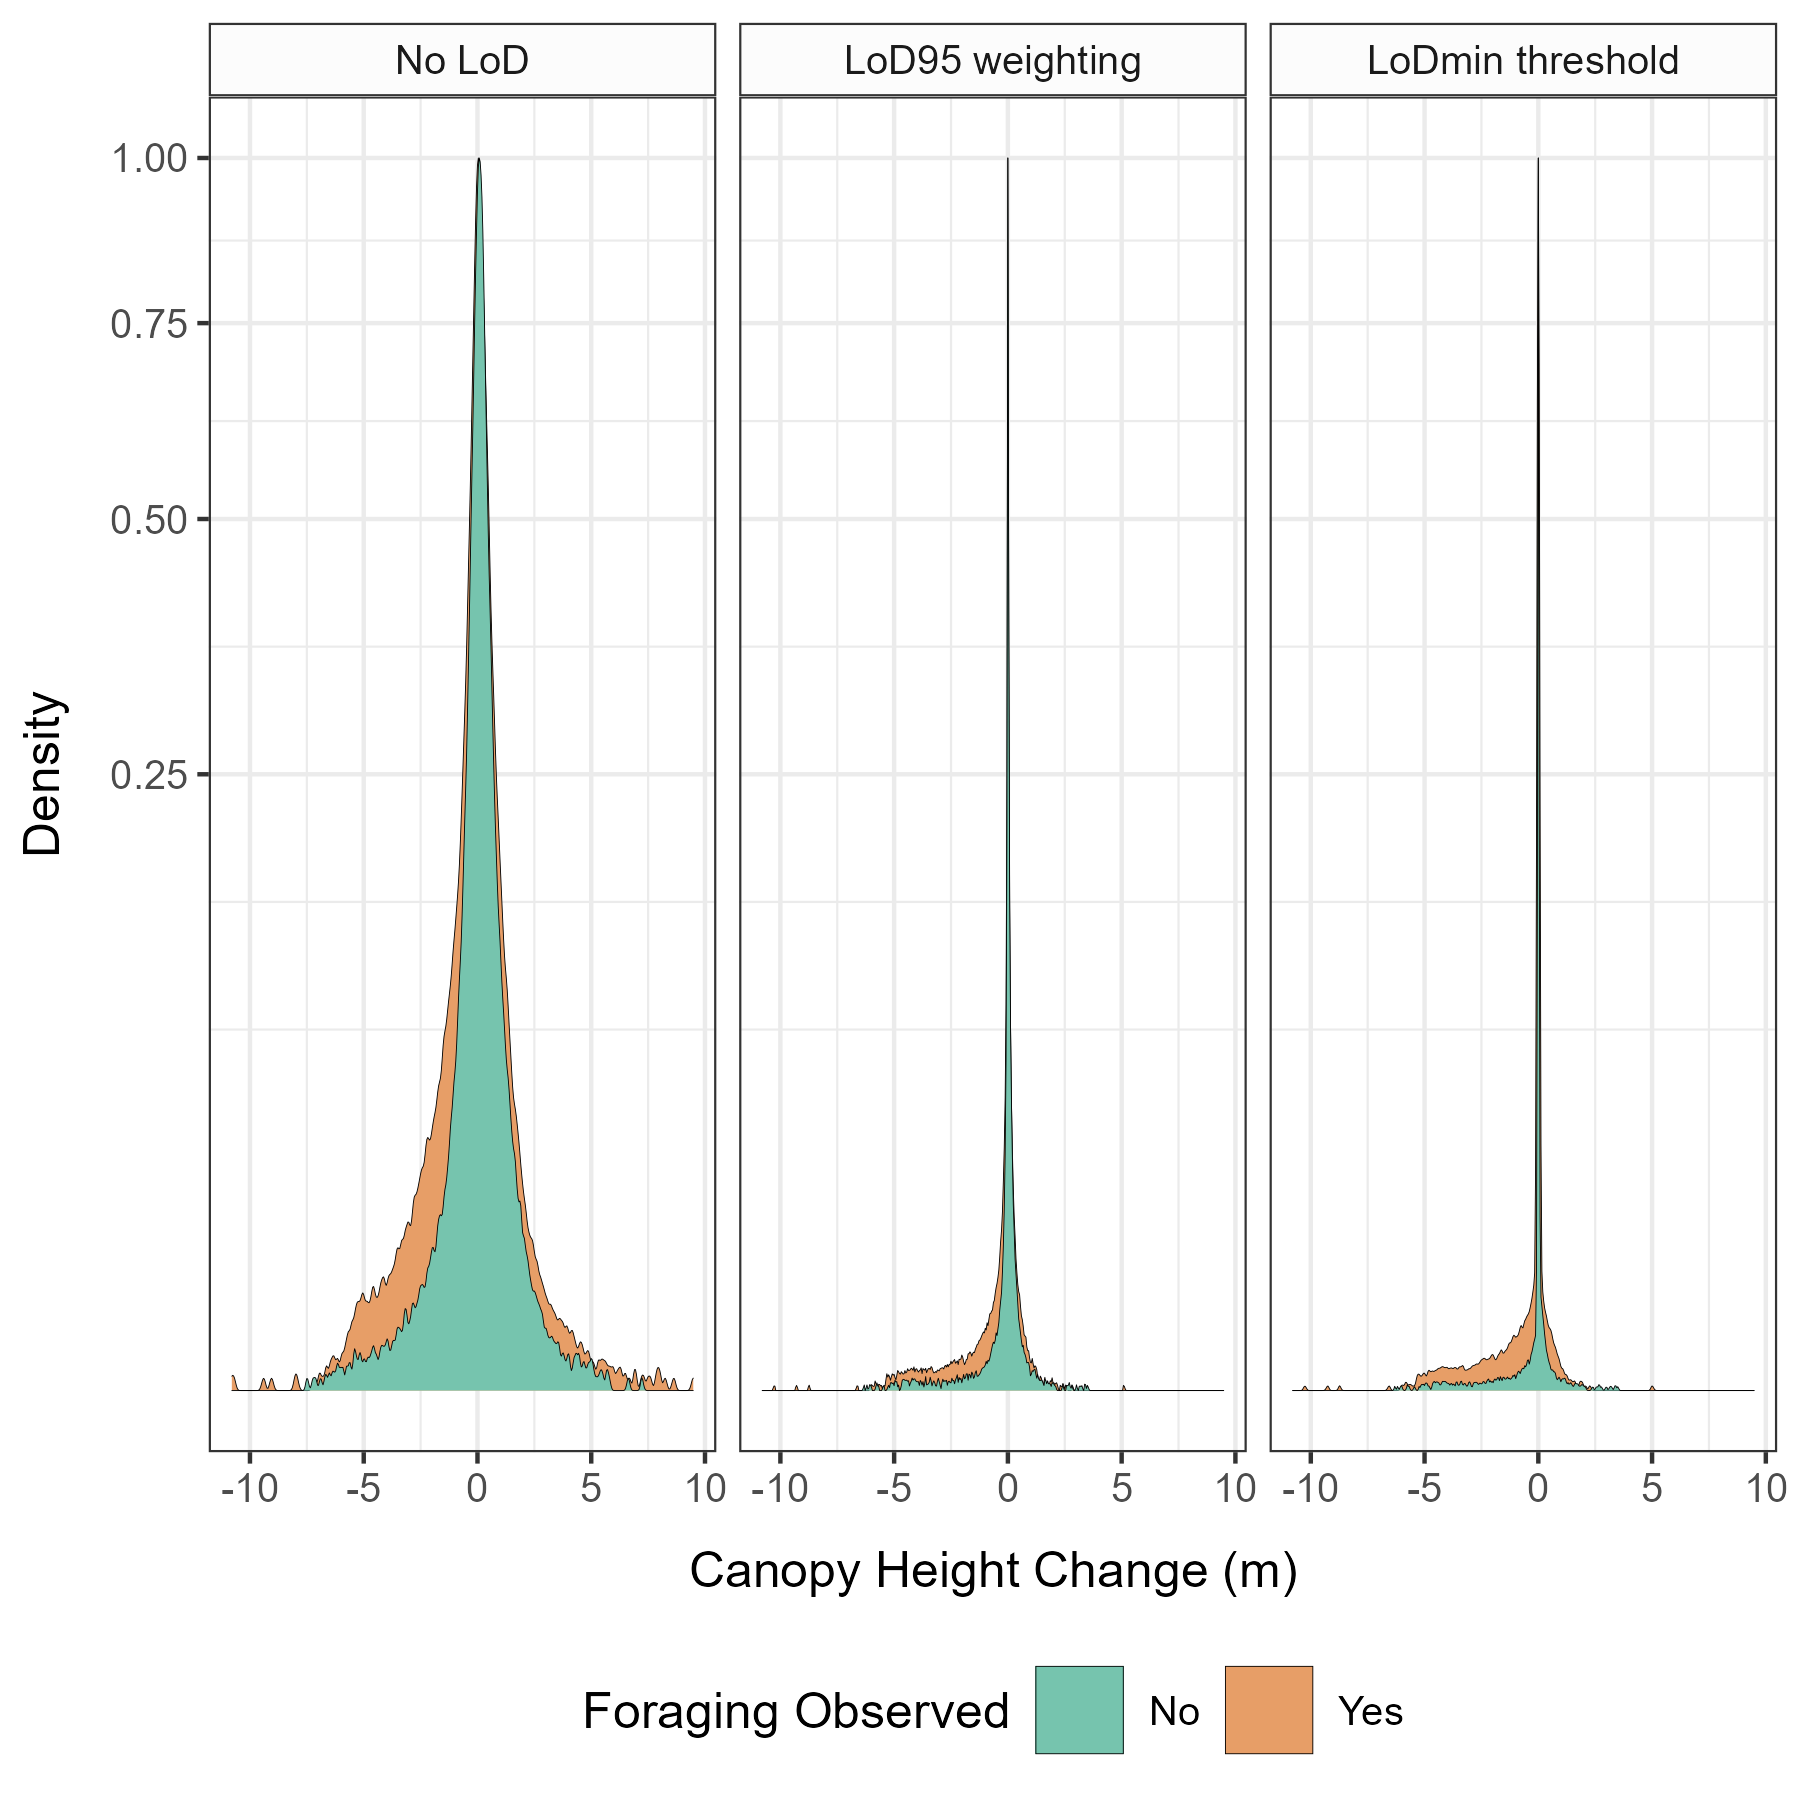 No LoD LoD95 weighting LoDmin threshold
1.00
0.75
0.50
0.25
Density
-10 -5 0 5 10 -10 -5 0 5 10 -10 -5 0 5 10
Canopy Height Change (m)
Foraging Observed No Yes